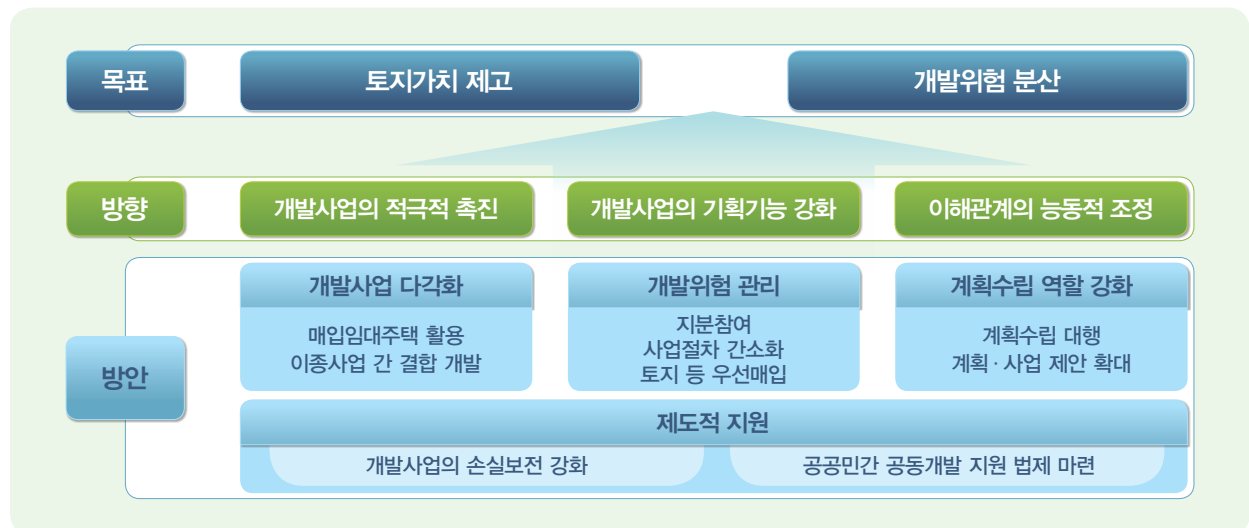 목표
토지가치 제고
개발위험 분산
방향
개발사업의 적극적 촉진
개발사업의 기획기능 강화
이해관계의 능동적 조정
방안
개발사업 다각화
매입임대주택 활용
이종사업 간 결합 개발
개발위험 관리
지분참여
사업절차 간소화
토지 등 우선매입
계획수립 역할 강화
계획수립 대행
계획·사업 제안 확대
제도적 지원
개발사업의 손실보전 강화
공공민간 공동개발 지원 법제 마련